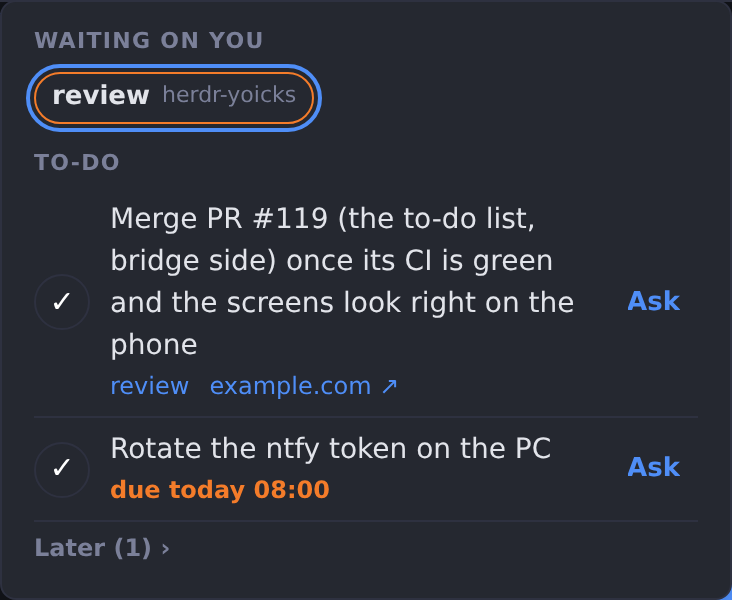 WAITING ON YOU
review herdr-yoicks
TO-DO
Merge PR #119 (the to-do list,
bridge side) once its CI is green
and the screens look right on the
phone
✓
Ask
review example.com ↗
Rotate the ntfy token on the PC
✓
Ask
due today 08:00
Later (1) ›